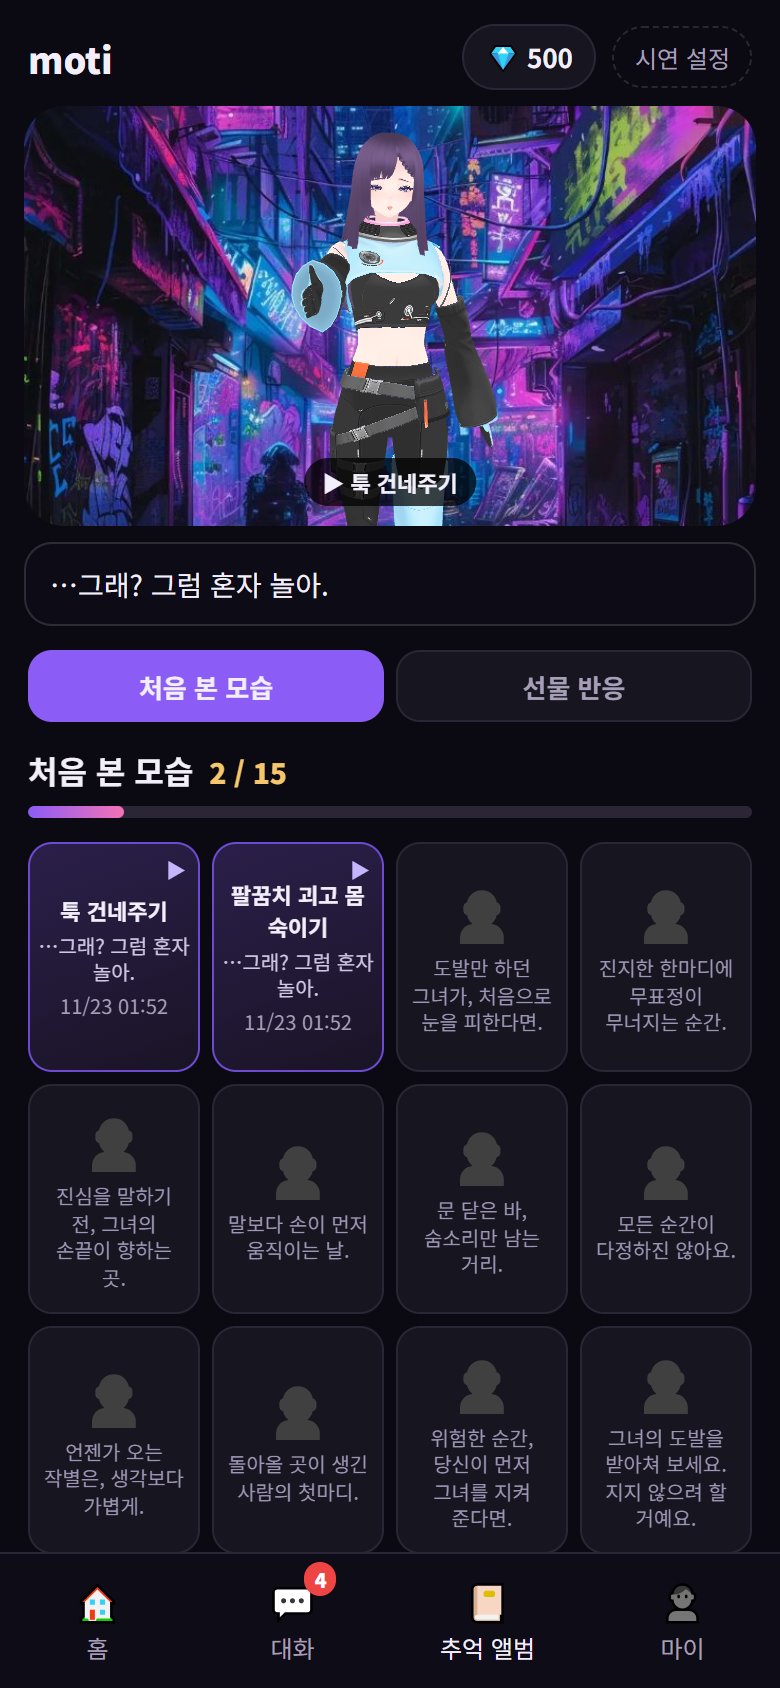 moti
500
시연 설정
▶ 툭 건네주기
…그래? 그럼 혼자 놀아.
처음 본 모습
선물 반응
처음 본 모습 2 / 15
툭 건네주기
…그래? 그럼 혼자
놀아.
11/23 01:52
팔꿈치 괴고 몸
숙이기
…그래? 그럼 혼자
놀아.
11/23 01:52
도발만 하던
그녀가, 처음으로
눈을 피한다면.
진지한 한마디에
무표정이
무너지는 순간.
진심을 말하기
전, 그녀의
손끝이 향하는
곳.
말보다 손이 먼저
움직이는 날.
문 닫은 바,
숨소리만 남는
거리.
모든 순간이
다정하진 않아요.
언젠가 오는
작별은, 생각보다
가볍게.
돌아올 곳이 생긴
사람의 첫마디.
위험한 순간,
당신이 먼저
그녀를 지켜
준다면.
그녀의 도발을
받아쳐 보세요.
지지 않으려 할
거예요.
4
홈
대화
추억 앨범
마이